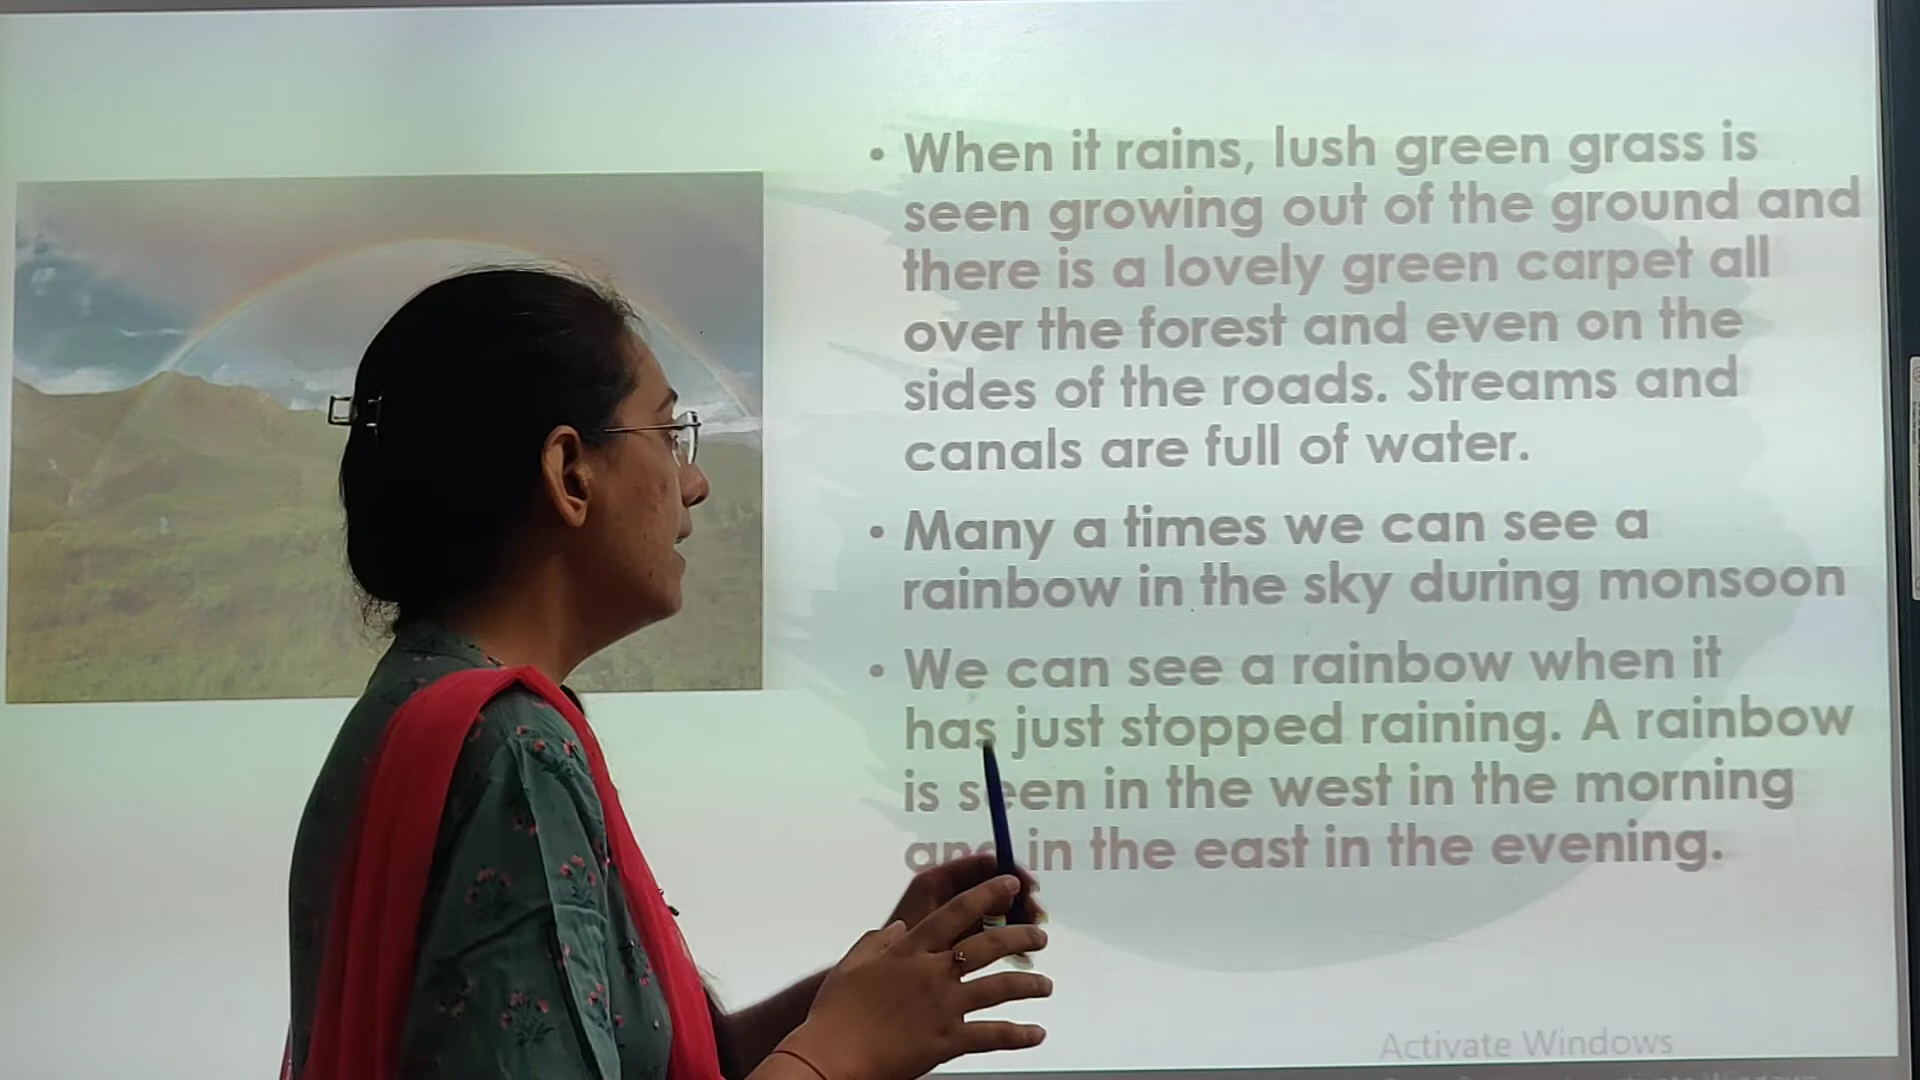 • When it rains, lush green grass is
seen growing out of the ground and
there is a lovely green carpet all
over the forest and even on the
sides of the roads. Streams and
canals are full of water.
• Many a times we can see a
rainbow in the sky during monsoon
• We can see a rainbow when it
has just stopped raining. A rainbow
is seen in the west in the morning
and in the east in the evening.
Activate Windows